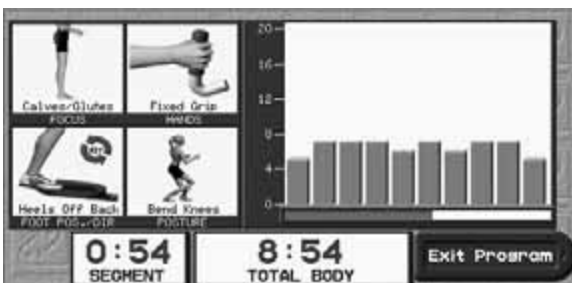 Calves/Glutes
FOCUS
Fixed Grip
HANDS
Heels Off Back
FOOT POS./DIR
Bend Knees
POSTURE
20
16
12
8
4
0
0:54
SEGMENT
8:54
TOTAL BODY
Exit Program